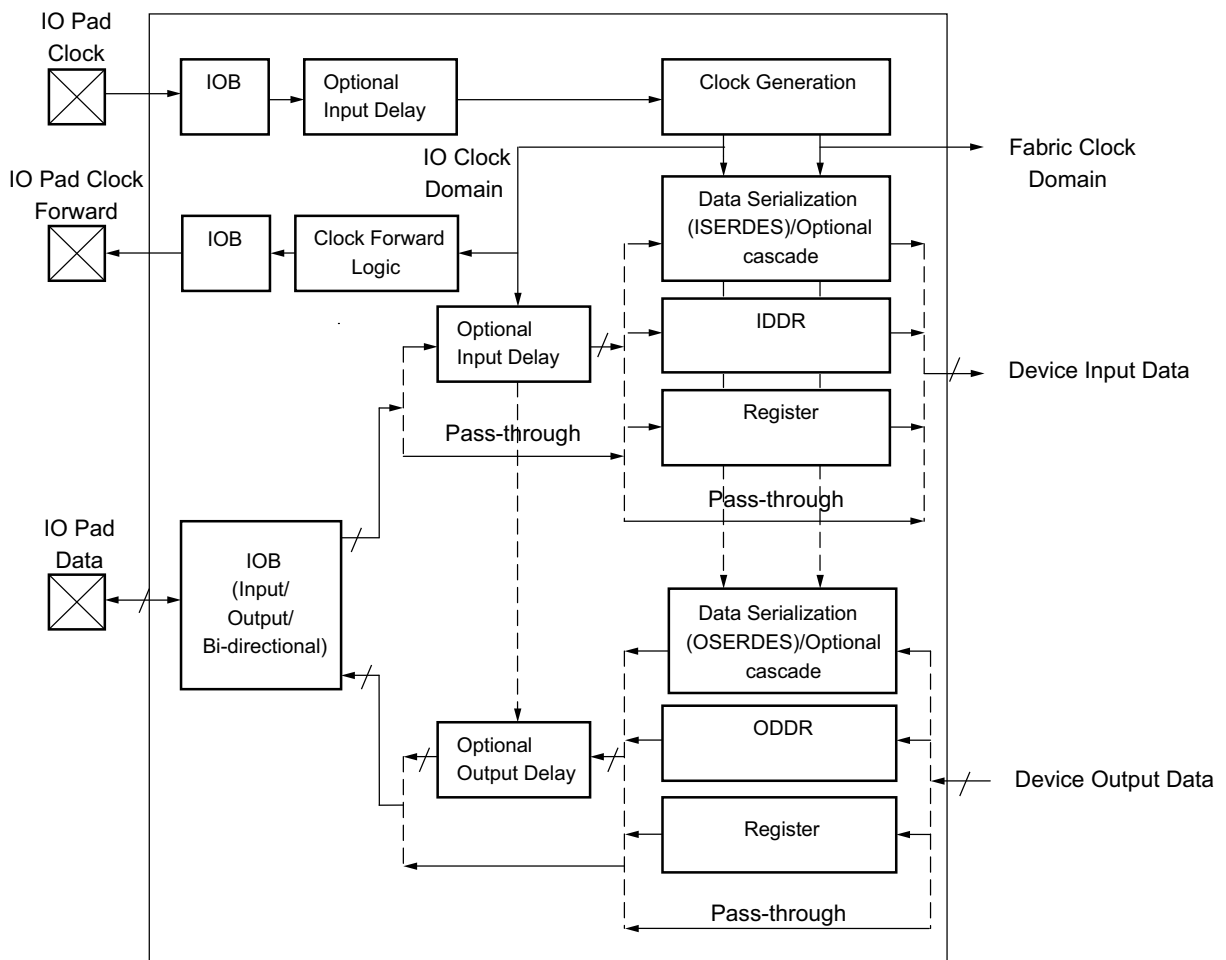 IO Pad
Clock
IOB
Optional
Input Delay
Clock Generation
IO Clock
Domain
Fabric Clock
Domain
IO Pad Clock
Forward
IOB
Clock Forward
Logic
Data Serialization
(ISERDES)/Optional
cascade
Optional
Input Delay
IDDR
Device Input Data
Register
Pass-through
Pass-through
IO Pad
Data
IOB
(Input/
Output/
Bi-directional)
Data Serialization
(OSERDES)/Optional
cascade
Optional
Output Delay
ODDR
Device Output Data
Register
Pass-through